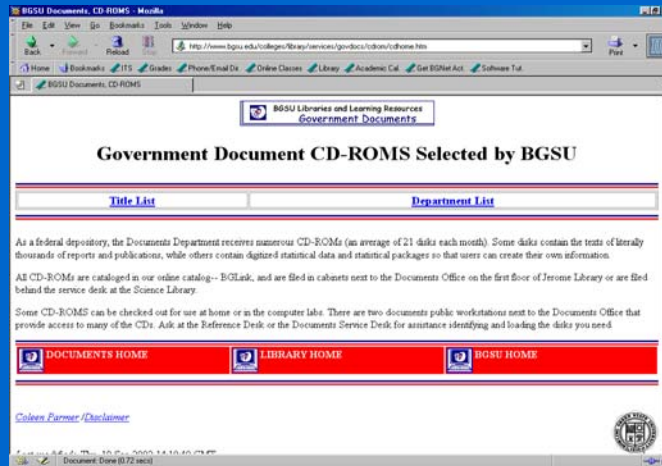 BGSU Documents, CD-ROMS - Mozilla
File Edit View Go Bookmarks Tools Window Help
Back Forward Reload Stop http://www.bgsu.edu/colleges/library/services/govdocs/cdrom/cdhome.htm Print
Home Bookmarks ITS Grades Phone/Email Dir. Online Classes Library Academic Cal. Get BGNet Act. Software Tut.
BGSU Documents, CD-ROMS
BGSU Libraries and Learning Resources
Government Documents
Government Document CD-ROMS Selected by BGSU
Title List Department List
As a federal depository, the Documents Department receives numerous CD-ROMs (an average of 21 disks each month). Some disks contain the texts of literally
thousands of reports and publications, while others contain digitized statistical data and statistical packages so that users can create their own information.
All CD-ROMs are cataloged in our online catalog-- BGLink, and are filed in cabinets next to the Documents Office on the first floor of Jerome Library or are filed
behind the service desk at the Science Library.
Some CD-ROMS can be checked out for use at home or in the computer labs. There are two documents public workstations next to the Documents Office that
provide access to many of the CDs. Ask at the Reference Desk or the Documents Service Desk for assistance identifying and loading the disks you need.
DOCUMENTS HOME LIBRARY HOME BGSU HOME
Coleen Parmer /Disclaimer
Document: Done (0.72 secs)